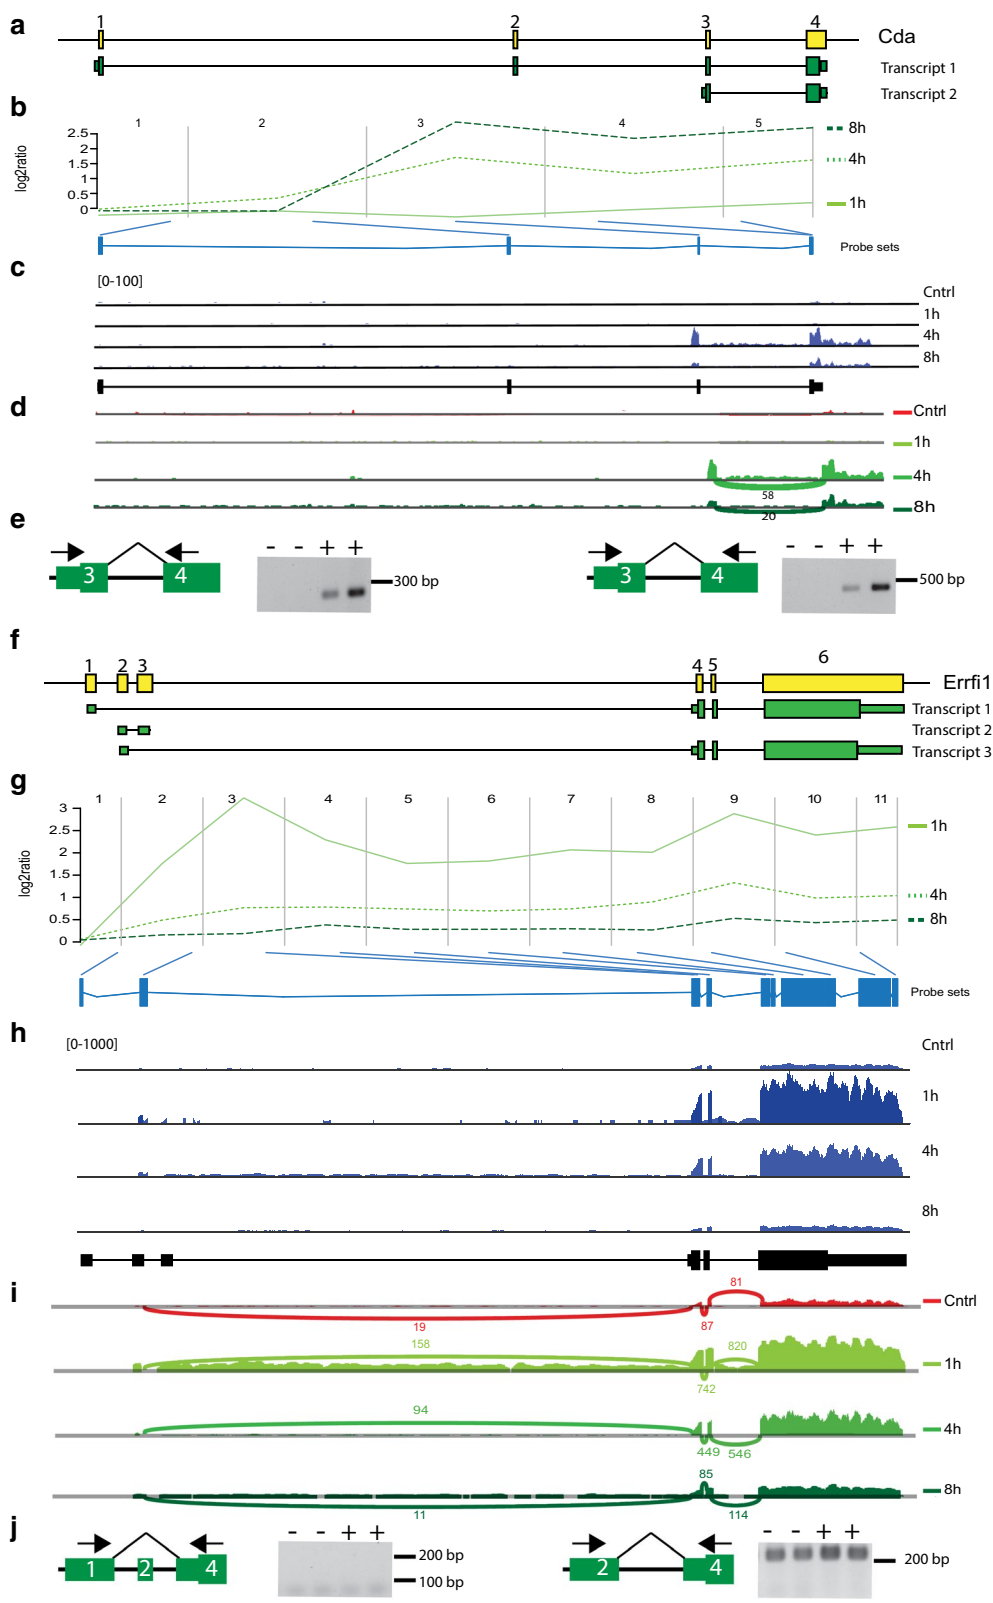 a
1 2 3 4
Cda
Transcript 1
Transcript 2
b
1 2 3 4 5
2.5
2
1.5
1
0.5
0
log2ratio
8h
4h
1h
Probe sets
c
[0-100]
Cntrl
1h
4h
8h
d
Cntrl
1h
4h
58
8h
20
e
3 4
- - + +
300 bp
3 4
- - + +
500 bp
f
1 2 3 4 5 6
Errfi1
Transcript 1
Transcript 2
Transcript 3
g
1 2 3 4 5 6 7 8 9 10 11
3
2.5
2
1.5
1
0.5
0
log2ratio
1h
4h
8h
Probe sets
h
[0-1000]
Cntrl
1h
4h
8h
i
81
Cntrl
19
87
158
820
1h
742
94
4h
449
546
85
8h
11
114
j
1 2 4
- - + +
200 bp
100 bp
2 4
- - + +
200 bp